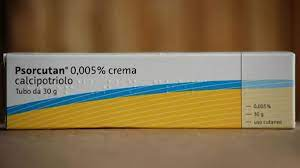 Psorcutan® 0,005% crema
calcipotriolo
Tubo da 30 g
0,005%
30 g
uso cutaneo